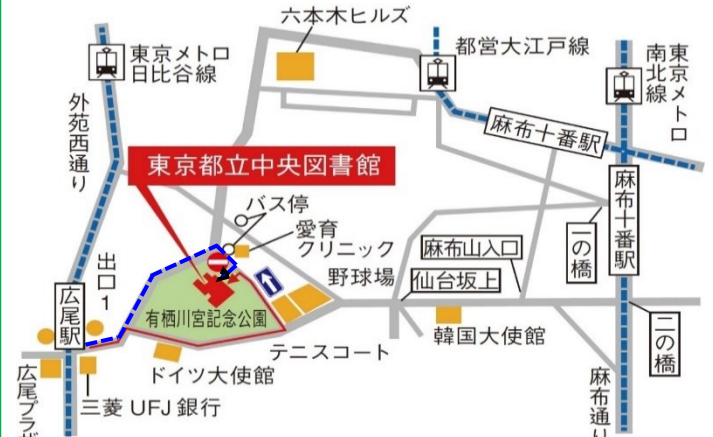 六本木ヒルズ
東京メトロ
日比谷線
都営大江戸線
東京メトロ
南北線
外苑西通り
麻布十番駅
東京都立中央図書館
麻布十番駅
バス停
愛育
クリニック
麻布山入口
一の橋
野球場
仙台坂上
出口1
広尾駅
有栖川宮記念公園
韓国大使館
二の橋
テニスコート
ドイツ大使館
広尾プラザ
三菱UFJ銀行
麻布通り